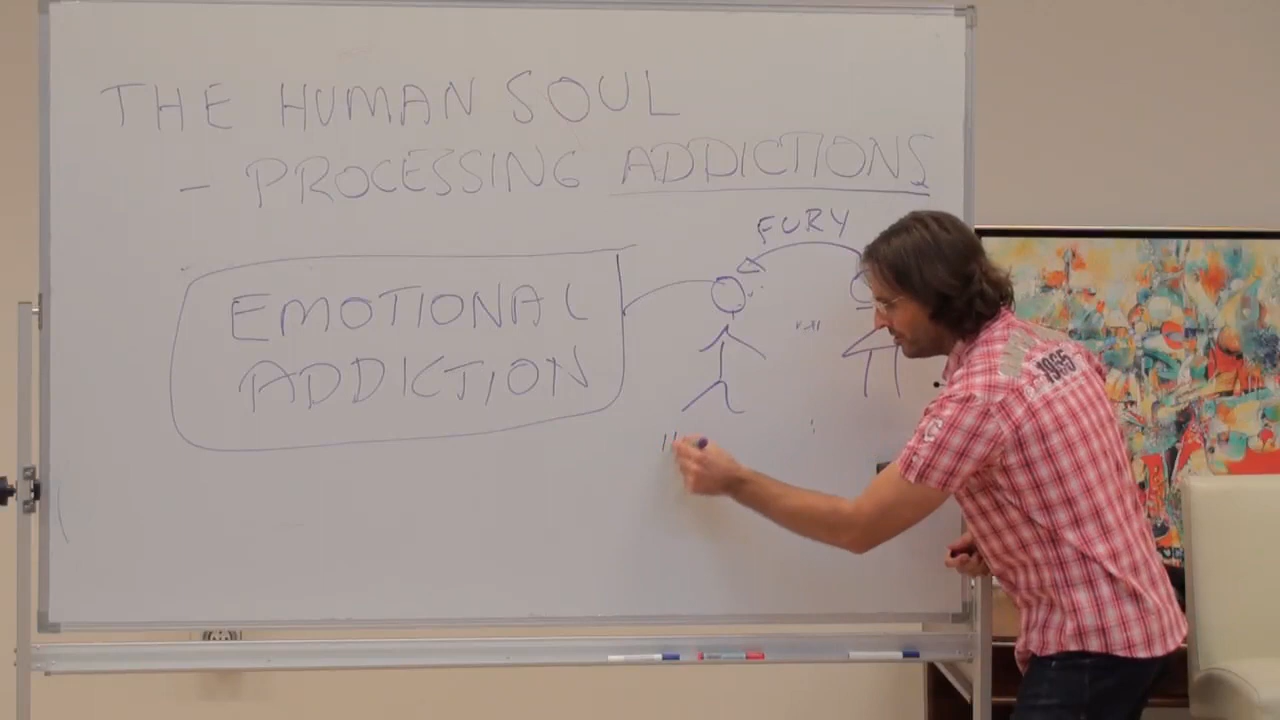 THE HUMAN SOUL
- PROCESSING ADDICTIONS
FURY
EMOTIONAL
ADDICTION
1965